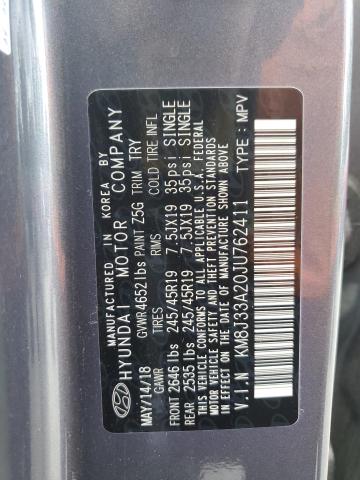 MANUFACTURED IN KOREA BY
HYUNDAI MOTOR COMPANY
MAY/14/18 GVWR 4652 lbs PAINT Z5G TRIM TRY
GAWR TIRES RIMS COLD TIRE INFL
FRONT 2646 lbs 245/45R19 7.5JX19 35psi SINGLE
REAR 2535 lbs 245/45R19 7.5JX19 35psi SINGLE
THIS VEHICLE CONFORMS TO ALL APPLICABLE U.S.A. FEDERAL
MOTOR VEHICLE SAFETY AND THEFT PREVENTION STANDARDS
IN EFFECT ON THE DATE OF MANUFACTURE SHOWN ABOVE.
V.I.N : KM8J33A20JU762411 TYPE : MPV